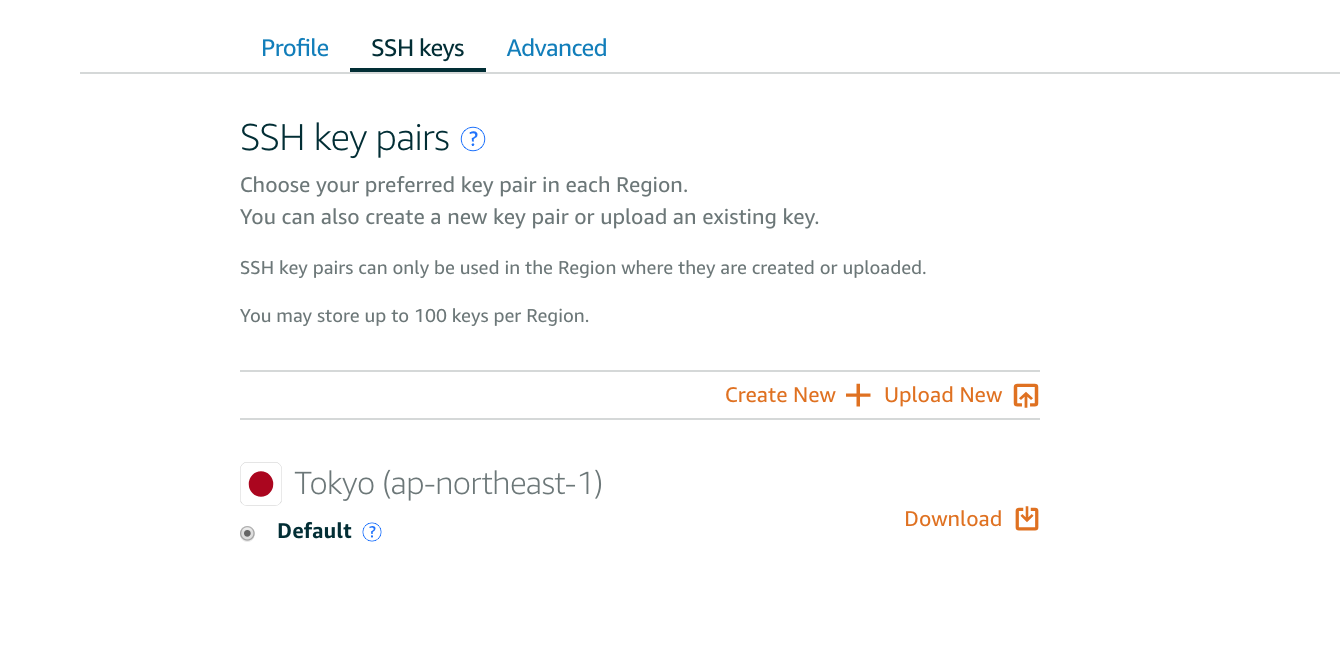 Profile SSH keys Advanced
SSH key pairs ?
Choose your preferred key pair in each Region.
You can also create a new key pair or upload an existing key.
SSH key pairs can only be used in the Region where they are created or uploaded.
You may store up to 100 keys per Region.
Create New Upload New
Tokyo (ap-northeast-1)
Default ?
Download